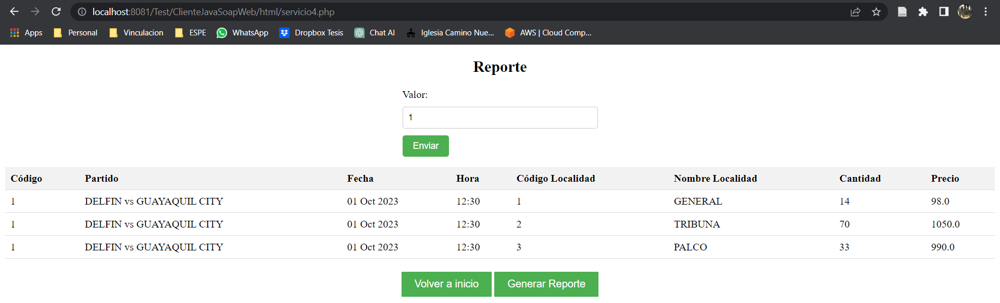 localhost:8081/Test/ClienteJavaSoapWeb/html/servicio4.php
Apps Personal Vinculacion ESPE WhatsApp Dropbox Tesis Chat AI Iglesia Camino Nue... AWS | Cloud Comp...
Reporte
Valor:
1
Enviar
Código Partido Fecha Hora Código Localidad Nombre Localidad Cantidad Precio
1 DELFIN vs GUAYAQUIL CITY 01 Oct 2023 12:30 1 GENERAL 14 98.0
1 DELFIN vs GUAYAQUIL CITY 01 Oct 2023 12:30 2 TRIBUNA 70 1050.0
1 DELFIN vs GUAYAQUIL CITY 01 Oct 2023 12:30 3 PALCO 33 990.0
Volver a inicio Generar Reporte